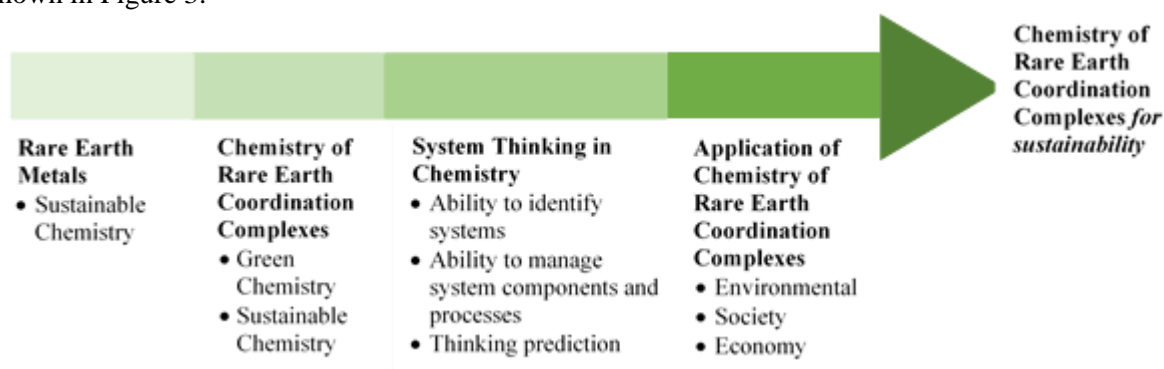 shown in Figure 3.
Rare Earth
Metals
• Sustainable
Chemistry
Chemistry of
Rare Earth
Coordination
Complexes
• Green
Chemistry
• Sustainable
Chemistry
System Thinking in
Chemistry
• Ability to identify
systems
• Ability to manage
system components and
processes
• Thinking prediction
Application of
Chemistry of
Rare Earth
Coordination
Complexes
• Environmental
• Society
• Economy
Chemistry of
Rare Earth
Coordination
Complexes for
sustainability